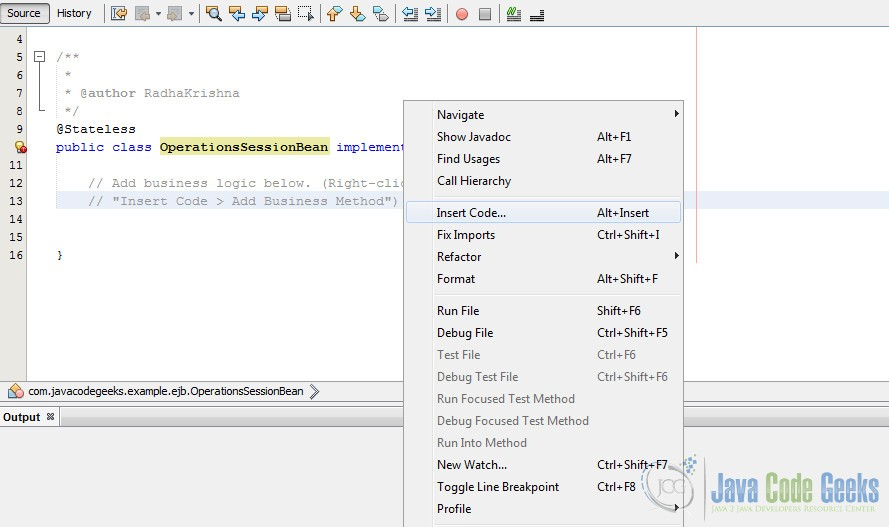 Source History
4
5 /**
6 *
7 * @author RadhaKrishna
8 */
9 @Stateless
public class OperationsSessionBean implement
11
12 // Add business logic below. (Right-clic
13 // "Insert Code > Add Business Method")
14
15
16 }
Navigate
Show Javadoc Alt+F1
Find Usages Alt+F7
Call Hierarchy
Insert Code... Alt+Insert
Fix Imports Ctrl+Shift+I
Refactor
Format Alt+Shift+F
Run File Shift+F6
Debug File Ctrl+Shift+F5
Test File Ctrl+F6
Debug Test File Ctrl+Shift+F6
Run Focused Test Method
Debug Focused Test Method
Run Into Method
New Watch... Ctrl+Shift+F7
Toggle Line Breakpoint Ctrl+F8
Profile
com.javacodegeeks.example.ejb.OperationsSessionBean
Output
JCG
Java Code Geeks
JAVA 2 JAVA DEVELOPERS RESOURCE CENTER